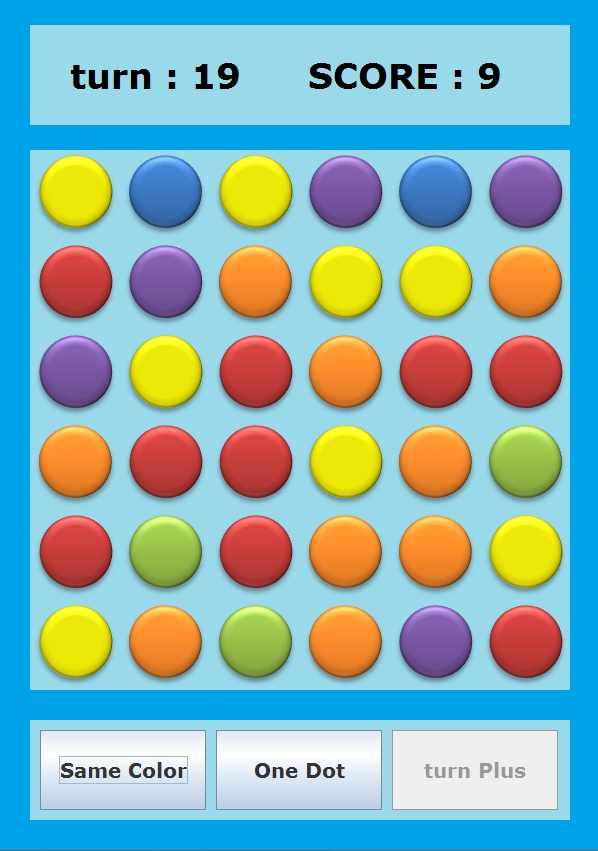 turn : 19 SCORE : 9
Same Color One Dot turn Plus